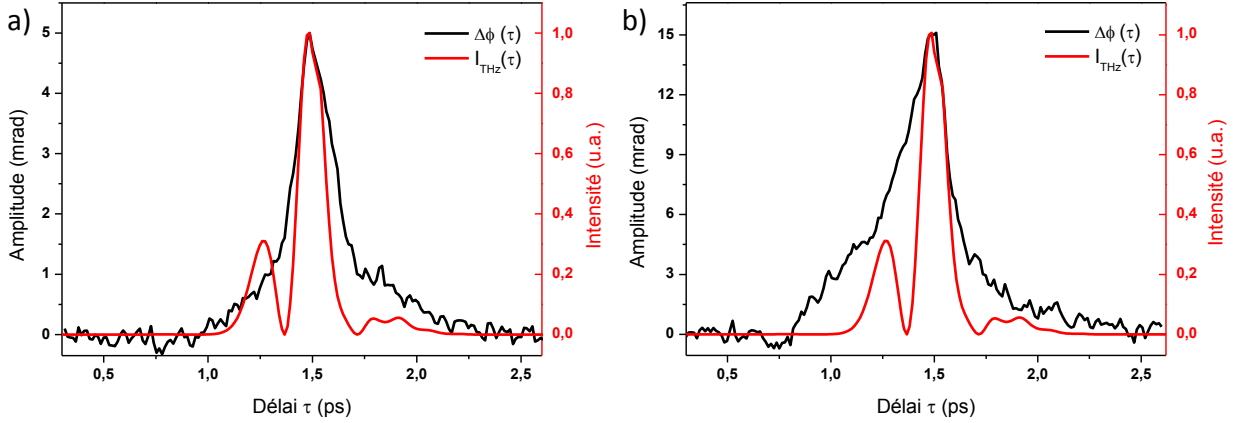 a)
Δϕ (τ)
I_THz(τ)
Amplitude (mrad)
5
4
3
2
1
0
Intensité (u.a.)
1,0
0,8
0,6
0,4
0,2
0,0
0,5
1,0
1,5
2,0
2,5
Délai τ (ps)
b)
Δϕ (τ)
I_THz(τ)
Amplitude (mrad)
15
12
9
6
3
0
Intensité (u.a.)
1,0
0,8
0,6
0,4
0,2
0,0
0,5
1,0
1,5
2,0
2,5
Délai τ (ps)